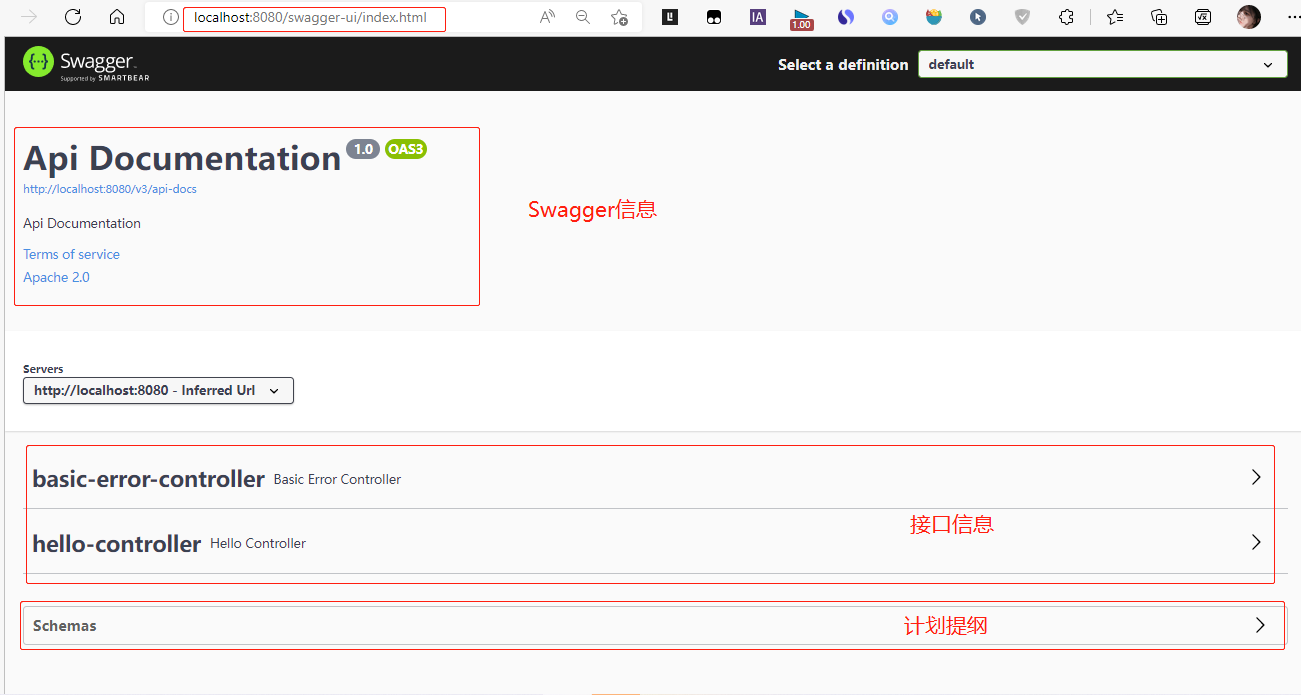 localhost:8080/swagger-ui/index.html
1.00
Swagger
Supported by SMARTBEAR
Select a definition
default
Api Documentation 1.0 OAS3
http://localhost:8080/v3/api-docs
Swagger信息
Api Documentation
Terms of service
Apache 2.0
Servers
http://localhost:8080 - Inferred Url
basic-error-controller Basic Error Controller
接口信息
hello-controller Hello Controller
Schemas
计划提纲